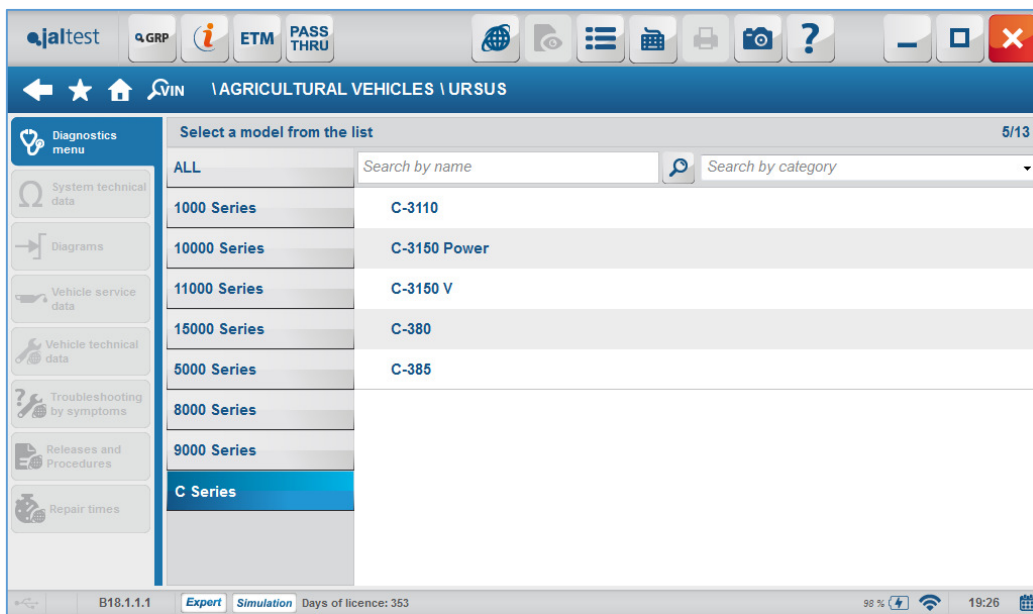 jaltest GRP i ETM PASS THRU ?
VIN \ AGRICULTURAL VEHICLES \ URSUS
Diagnostics menu
System technical data
Diagrams
Vehicle service data
Vehicle technical data
Troubleshooting by symptoms
Releases and Procedures
Repair times
Select a model from the list 5/13
ALL
1000 Series
10000 Series
11000 Series
15000 Series
5000 Series
8000 Series
9000 Series
C Series
Search by name Search by category
C-3110
C-3150 Power
C-3150 V
C-380
C-385
B18.1.1.1 Expert Simulation Days of licence: 353 98 % 19:26